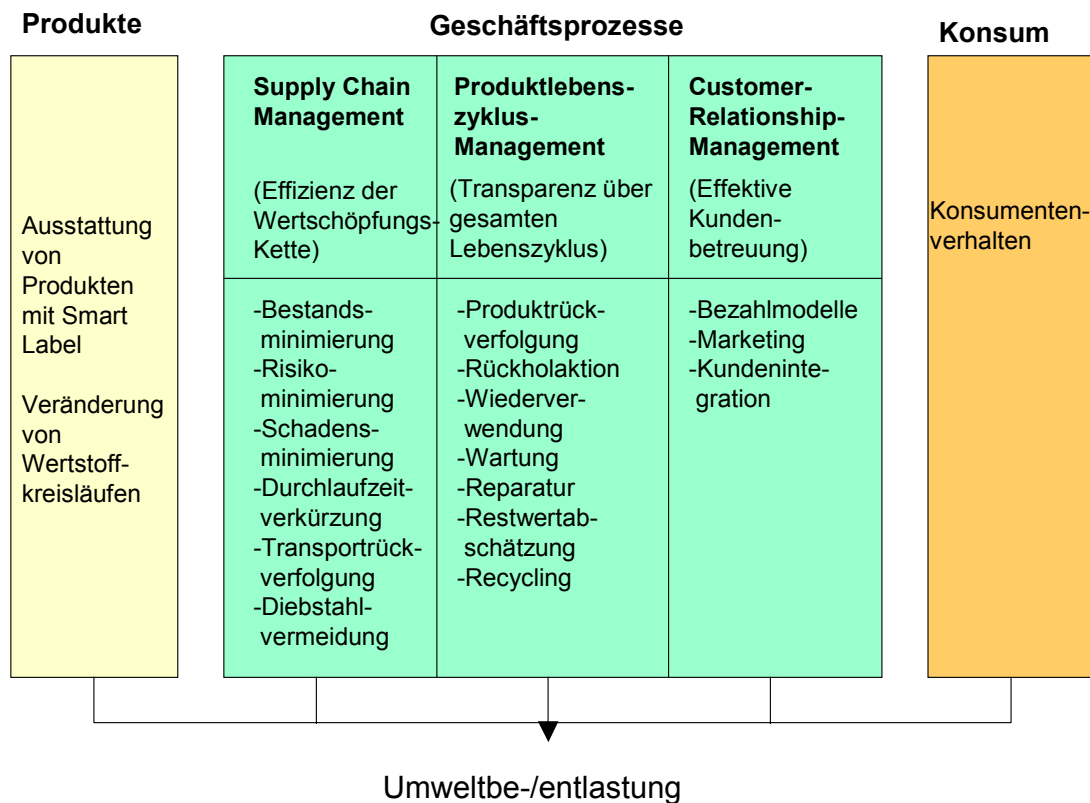 Produkte
Geschäftsprozesse
Konsum
Ausstattung
von
Produkten
mit Smart
Label
Veränderung
von
Wertstoff-
kreisläufen
Supply Chain
Management
(Effizienz der
Wertschöpfungs-
Kette)
-Bestands-
minimierung
-Risiko-
minimierung
-Schadens-
minimierung
-Durchlaufzeit-
verkürzung
-Transportrück-
verfolgung
-Diebstahl-
vermeidung
Produktlebens-
zyklus-
Management
(Transparenz über
gesamten
Lebenszyklus)
-Produktrück-
verfolgung
-Rückholaktion
-Wiederver-
wendung
-Wartung
-Reparatur
-Restwertab-
schätzung
-Recycling
Customer-
Relationship-
Management
(Effektive
Kunden-
betreuung)
-Bezahlmodelle
-Marketing
-Kundeninte-
gration
Konsumenten-
verhalten
Umweltbe-/entlastung